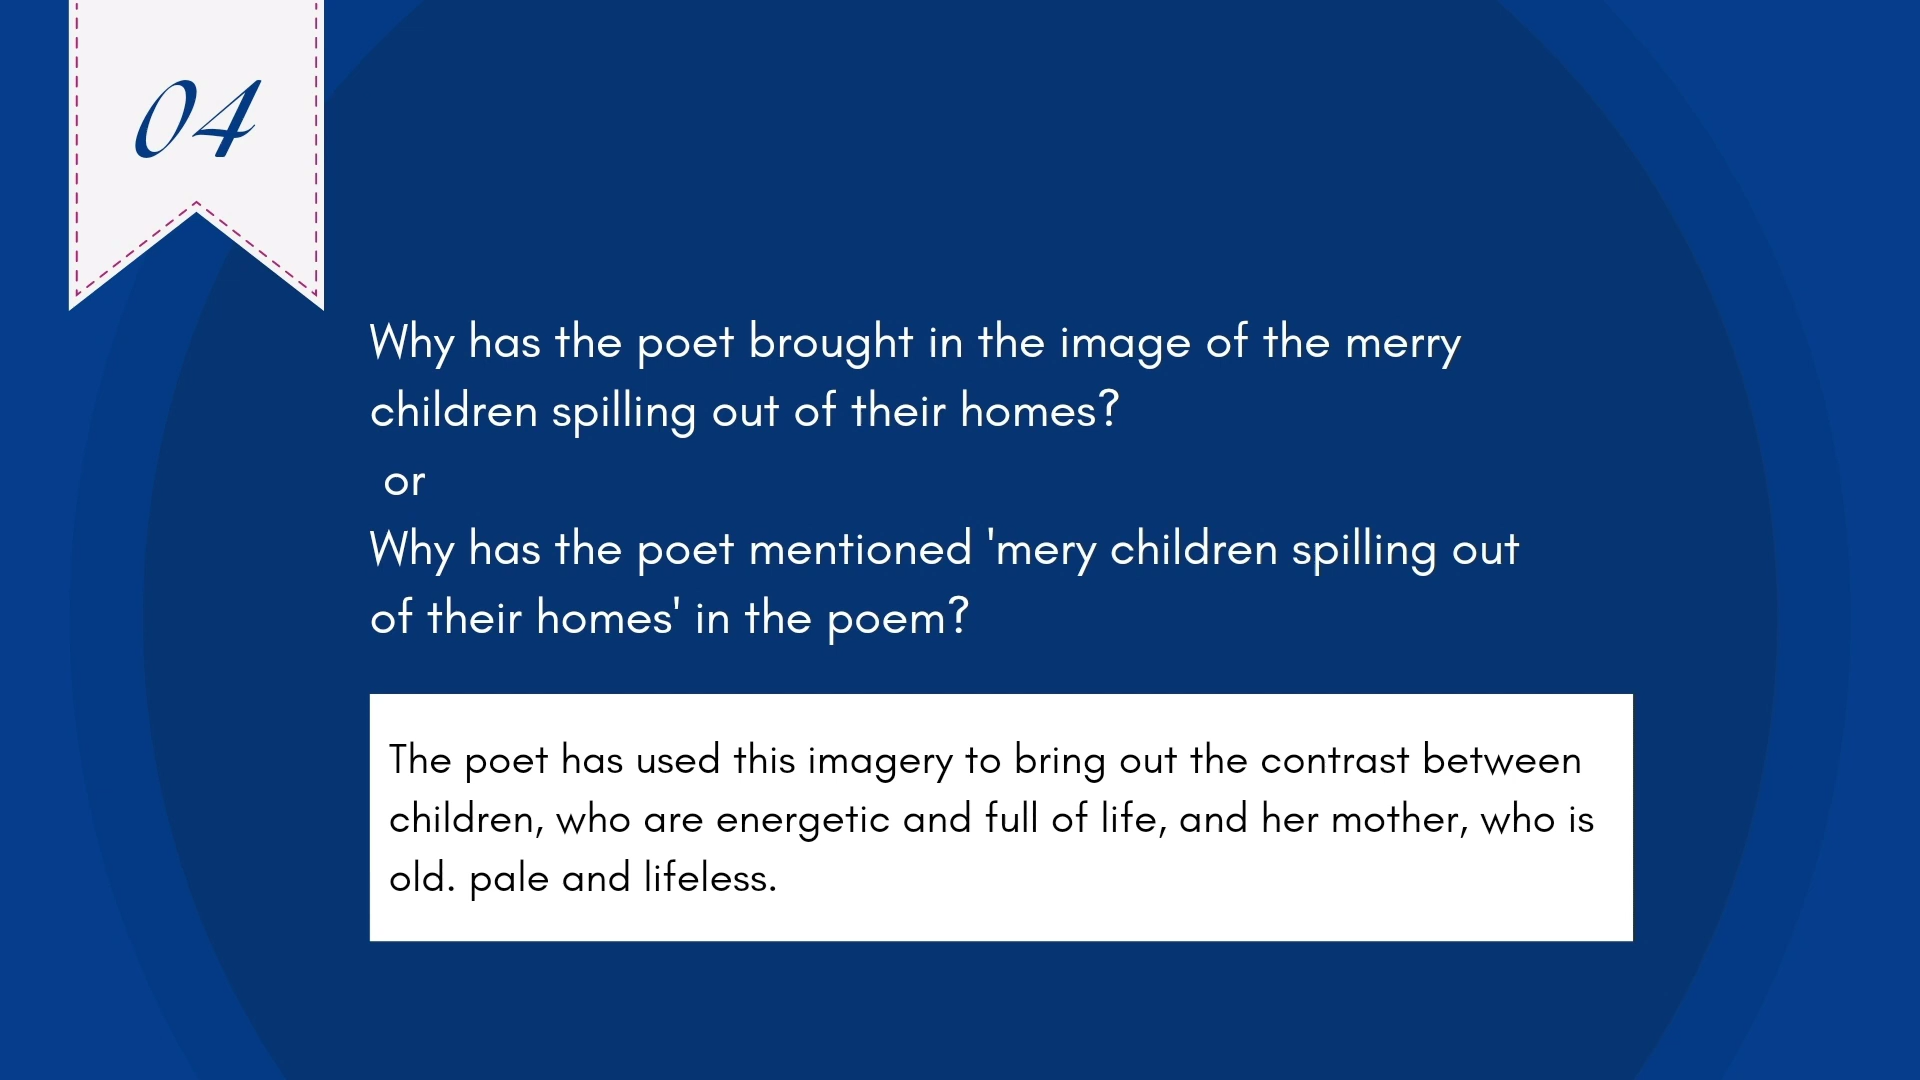 04
Why has the poet brought in the image of the merry
children spilling out of their homes?
or
Why has the poet mentioned 'mery children spilling out
of their homes' in the poem?
The poet has used this imagery to bring out the contrast between
children, who are energetic and full of life, and her mother, who is
old. pale and lifeless.